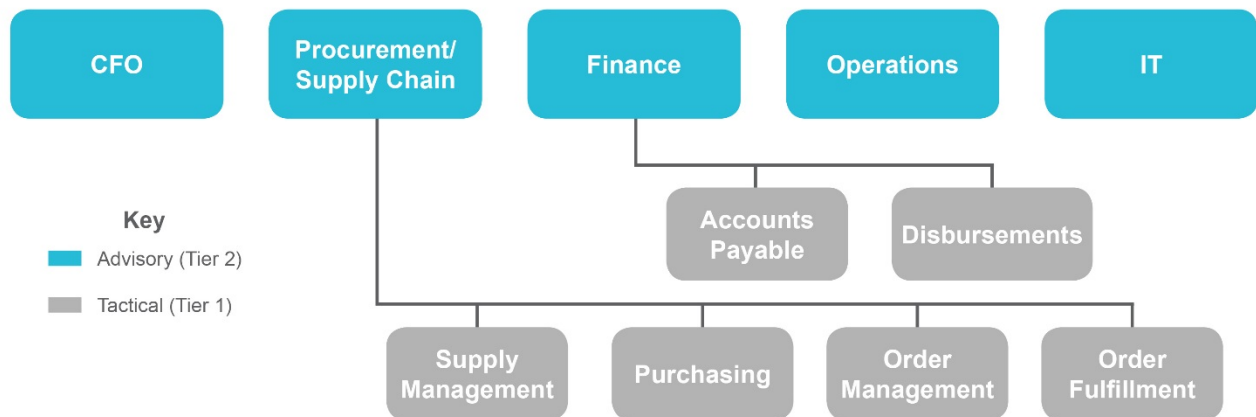 CFO
Procurement/
Supply Chain
Finance
Operations
IT
Accounts
Payable
Disbursements
Key
Advisory (Tier 2)
Tactical (Tier 1)
Supply
Management
Purchasing
Order
Management
Order
Fulfillment